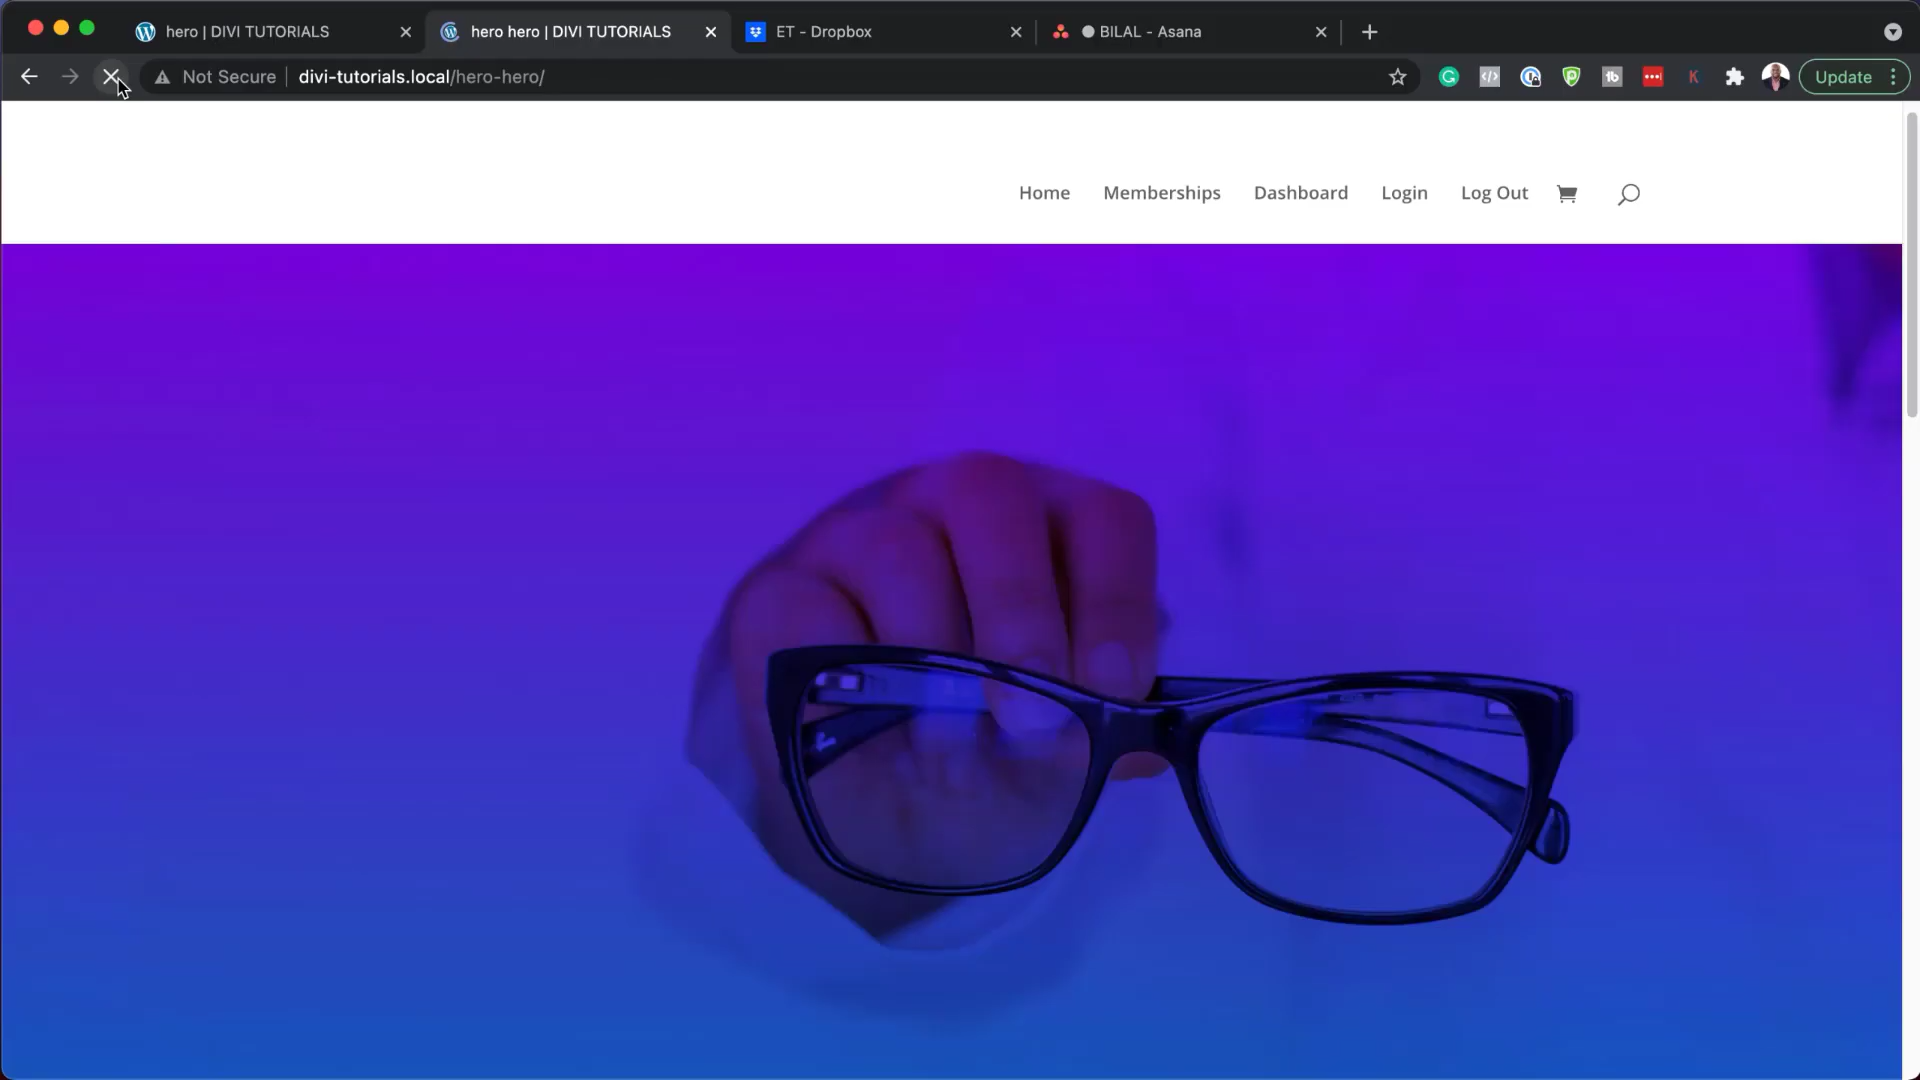 hero | DIVI TUTORIALS
hero hero | DIVI TUTORIALS
ET - Dropbox
BILAL - Asana
Not Secure
divi-tutorials.local/hero-hero/
Update
Home
Memberships
Dashboard
Login
Log Out